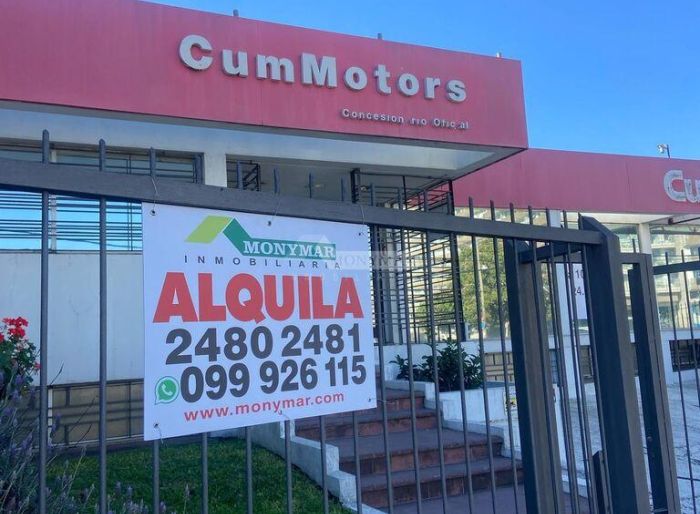 CumMotors
Concesionario Oficial
MONYMAR
INMOBILIARIA
ALQUILA
2480 2481
099 926 115
www.monymar.com